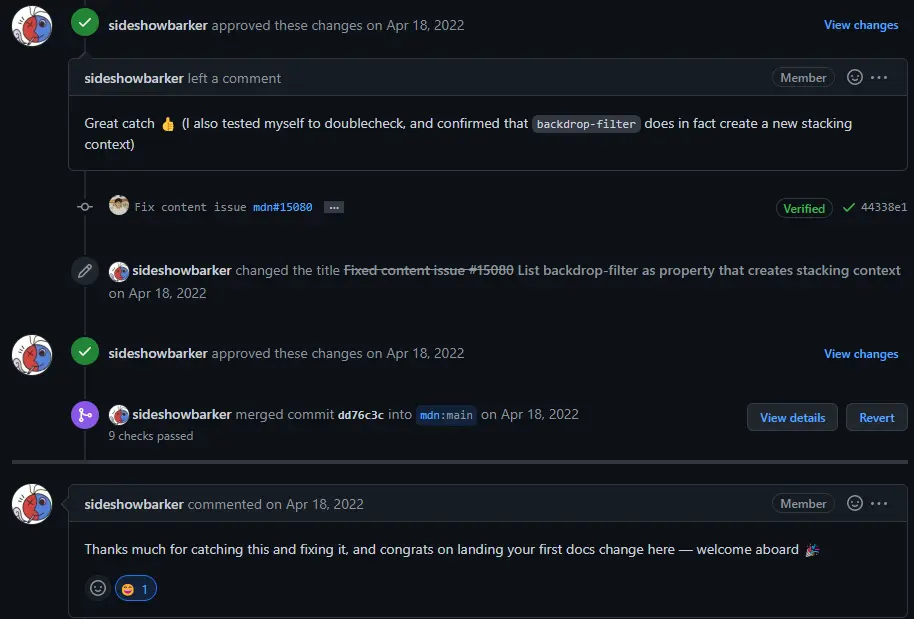 sideshowbarker approved these changes on Apr 18, 2022
View changes
sideshowbarker left a comment
Member
Great catch 👍 (I also tested myself to doublecheck, and confirmed that backdrop-filter does in fact create a new stacking
context)
Fix content issue mdn#15080 ...
Verified
44338e1
sideshowbarker changed the title Fixed content issue #15080 List backdrop-filter as property that creates stacking context
on Apr 18, 2022
sideshowbarker approved these changes on Apr 18, 2022
View changes
sideshowbarker merged commit dd76c3c into mdn:main on Apr 18, 2022
View details
Revert
9 checks passed
sideshowbarker commented on Apr 18, 2022
Member
Thanks much for catching this and fixing it, and congrats on landing your first docs change here — welcome aboard 🎉
😄 1